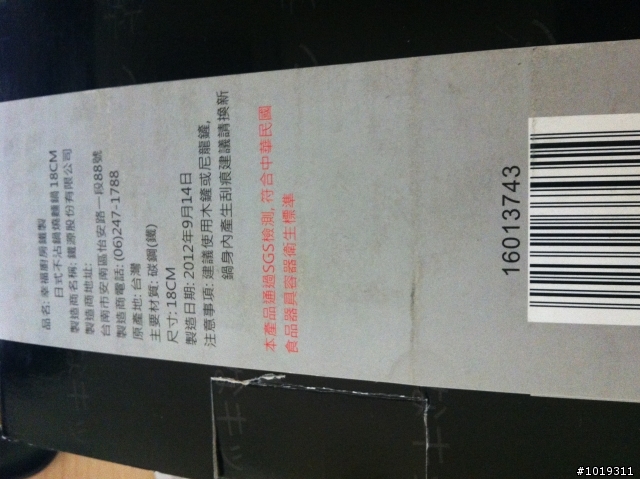 品名: 幸福廚房鐵製
日式不沾鍋燒麵鍋 18CM
製造商名稱: 鐵源股份有限公司
製造商地址:
台南市安南區怡安路一段88號
製造商電話: (06)247-1788
原產地: 台灣
主要材質: 碳鋼(鐵)
尺寸: 18CM
製造日期: 2012年9月14日
注意事項: 建議使用木鏟或尼龍鏟,
鍋身內產生刮痕建議請換新
本產品通過SGS檢測, 符合中華民國
食品器具容器衛生標準
16013743
#1019311